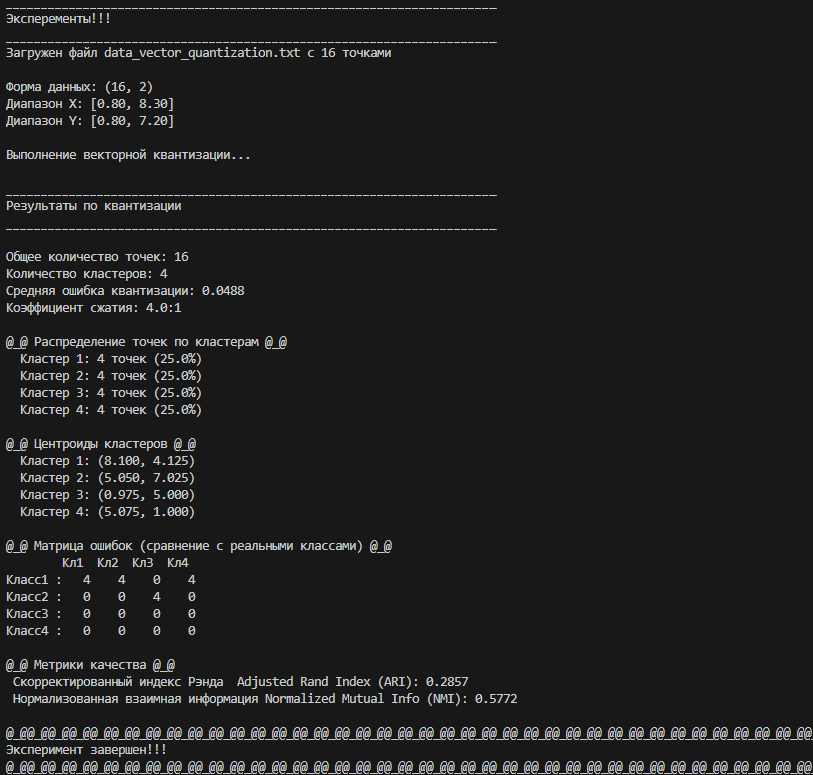 ______________________________________________________________________
Эксперементы!!!
______________________________________________________________________
Загружен файл data_vector_quantization.txt с 16 точками
Форма данных: (16, 2)
Диапазон X: [0.80, 8.30]
Диапазон Y: [0.80, 7.20]
Выполнение векторной квантизации...
______________________________________________________________________
Результаты по квантизации
______________________________________________________________________
Общее количество точек: 16
Количество кластеров: 4
Средняя ошибка квантизации: 0.0488
Коэффициент сжатия: 4.0:1
@_@ Распределение точек по кластерам @_@
  Кластер 1: 4 точек (25.0%)
  Кластер 2: 4 точек (25.0%)
  Кластер 3: 4 точек (25.0%)
  Кластер 4: 4 точек (25.0%)
@_@ Центроиды кластеров @_@
  Кластер 1: (8.100, 4.125)
  Кластер 2: (5.050, 7.025)
  Кластер 3: (0.975, 5.000)
  Кластер 4: (5.075, 1.000)
@_@ Матрица ошибок (сравнение с реальными классами) @_@
        Кл1  Кл2  Кл3  Кл4
Класс1 :   4    4    0    4
Класс2 :   0    0    4    0
Класс3 :   0    0    0    0
Класс4 :   0    0    0    0
@_@ Метрики качества @_@
 Скорректированный индекс Рэнда  Adjusted Rand Index (ARI): 0.2857
 Нормализованная взаимная информация Normalized Mutual Info (NMI): 0.5772
@_@@_@@_@@_@@_@@_@@_@@_@@_@@_@@_@@_@@_@@_@@_@@_@@_@@_@@_@@_@@_@@_@@_@@_@@_@@_@@_@@_@@_@@_@@_@@_@@_@@_@@_@@_@@_@@_@@_@@
Эксперимент завершен!!!
@_@@_@@_@@_@@_@@_@@_@@_@@_@@_@@_@@_@@_@@_@@_@@_@@_@@_@@_@@_@@_@@_@@_@@_@@_@@_@@_@@_@@_@@_@@_@@_@@_@@_@@_@@_@@_@@_@@_@@